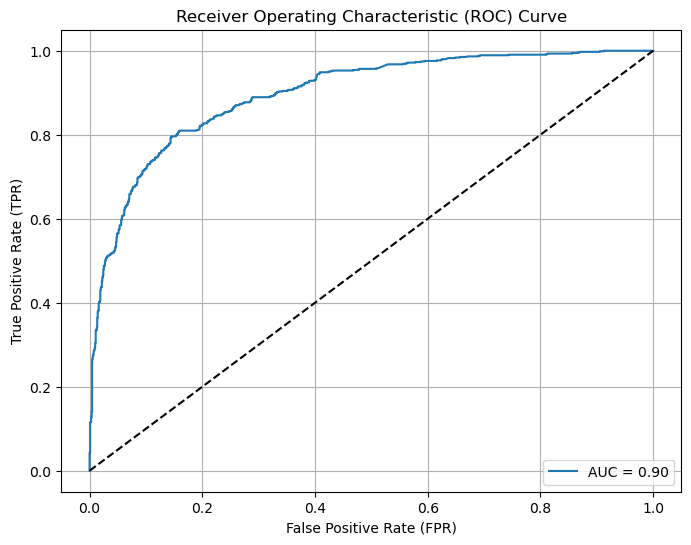 Receiver Operating Characteristic (ROC) Curve
True Positive Rate (TPR)
1.0
0.8
0.6
0.4
0.2
0.0
AUC = 0.90
0.0 0.2 0.4 0.6 0.8 1.0
False Positive Rate (FPR)